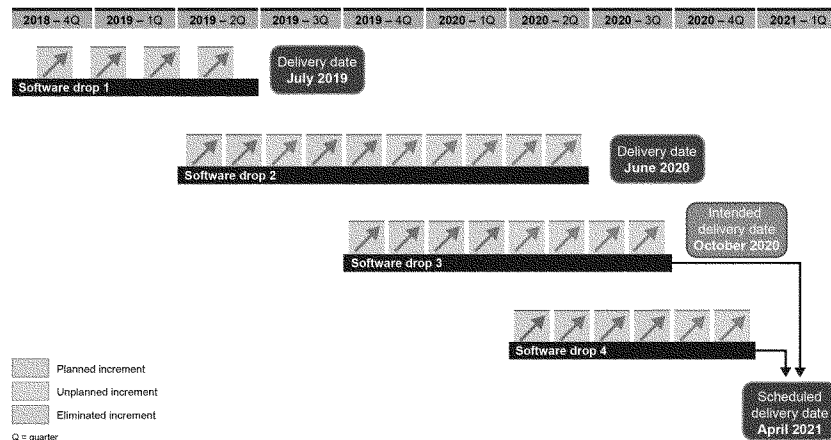 2018 – 4Q 2019 – 1Q 2019 – 2Q 2019 – 3Q 2019 – 4Q 2020 – 1Q 2020 – 2Q 2020 – 3Q 2020 – 4Q 2021 – 1Q
Delivery date
July 2019
Software drop 1
Delivery date
June 2020
Software drop 2
Intended
delivery date
October 2020
Software drop 3
Software drop 4
Planned increment
Unplanned increment
Eliminated increment
Scheduled
delivery date
April 2021
Q = quarter